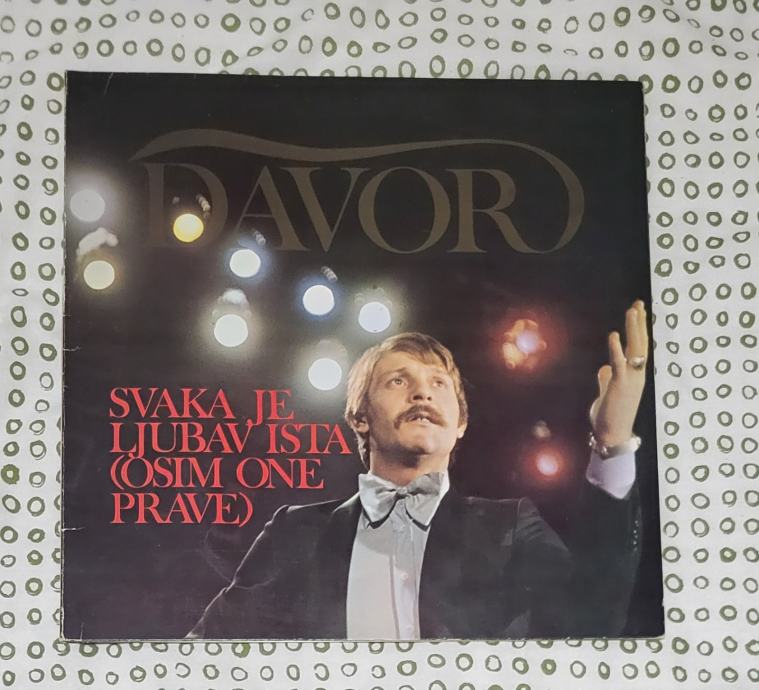 DAVOR
SVAKA JE
LJUBAV ISTA
(OSIM ONE
PRAVE)